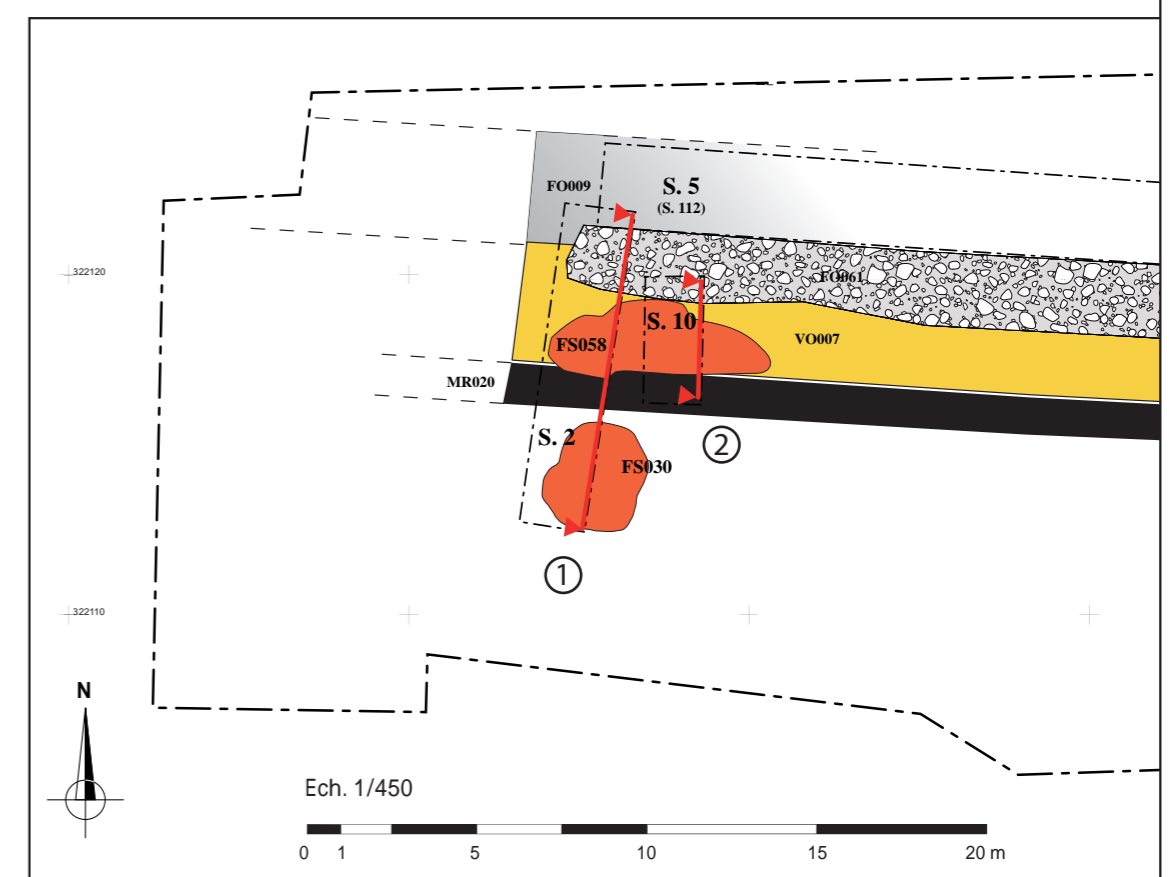 FO009
S. 5
(S. 112)
322120
FO061
S. 10
FS058
VO007
MR020
S. 2
FS030
2
1
322110
N
Ech. 1/450
0 1 5 10 15 20 m